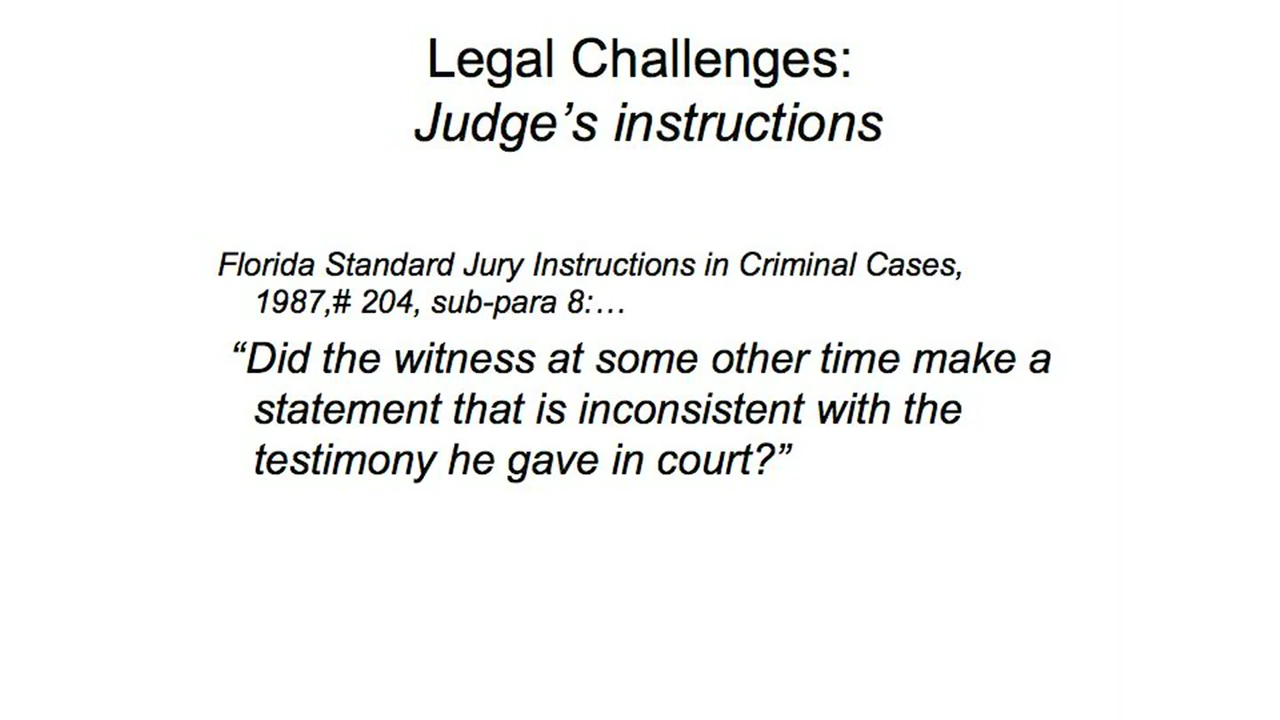 Legal Challenges:
Judge’s instructions
Florida Standard Jury Instructions in Criminal Cases,
1987,# 204, sub-para 8:…
“Did the witness at some other time make a
statement that is inconsistent with the
testimony he gave in court?”